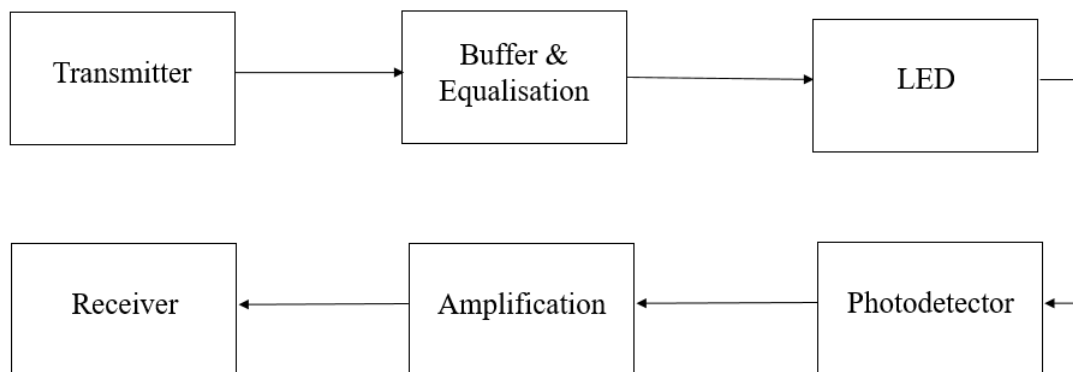 Transmitter
Buffer &
Equalisation
LED
Receiver
Amplification
Photodetector